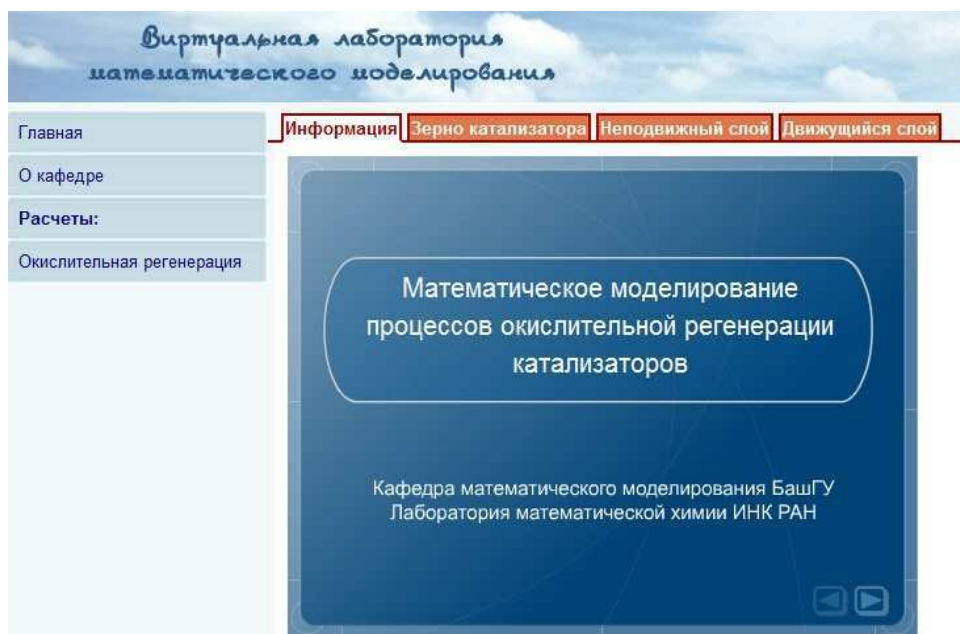 Виртуальная лаборатория
математического моделирования
Главная
О кафедре
Расчеты:
Окислительная регенерация
Информация Зерно катализатора Неподвижный слой Движущийся слой
Математическое моделирование
процессов окислительной регенерации
катализаторов
Кафедра математического моделирования БашГУ
Лаборатория математической химии ИНК РАН